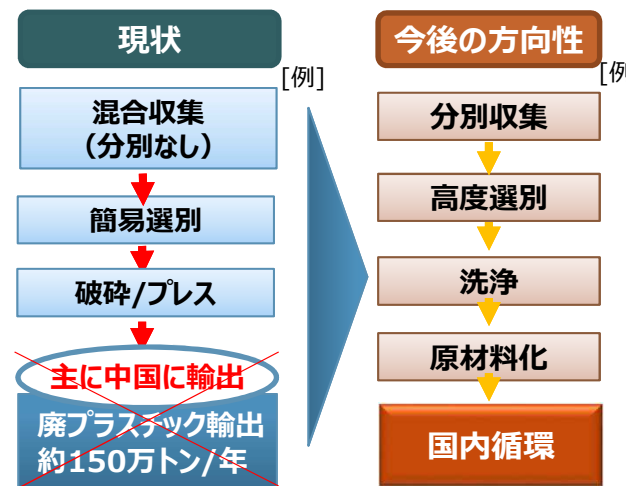 現状
[例]
混合収集
（分別なし）
簡易選別
破砕/プレス
主に中国に輸出
廃プラスチック輸出
約150万トン/年
今後の方向性
[例
分別収集
高度選別
洗浄
原材料化
国内循環